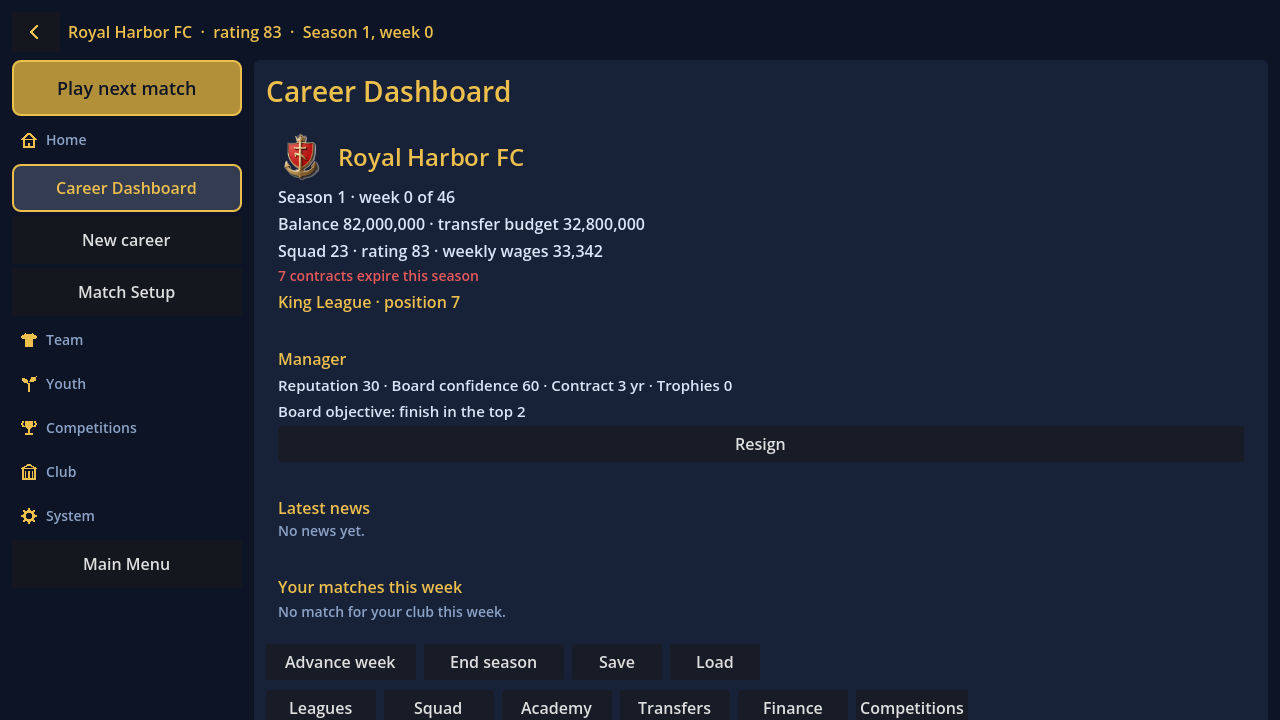 Royal Harbor FC · rating 83 · Season 1, week 0
Play next match
Home
Career Dashboard
New career
Match Setup
Team
Youth
Competitions
Club
System
Main Menu
Career Dashboard
Royal Harbor FC
Season 1 · week 0 of 46
Balance 82,000,000 · transfer budget 32,800,000
Squad 23 · rating 83 · weekly wages 33,342
7 contracts expire this season
King League · position 7
Manager
Reputation 30 · Board confidence 60 · Contract 3 yr · Trophies 0
Board objective: finish in the top 2
Resign
Latest news
No news yet.
Your matches this week
No match for your club this week.
Advance week End season Save Load
Leagues Squad Academy Transfers Finance Competitions